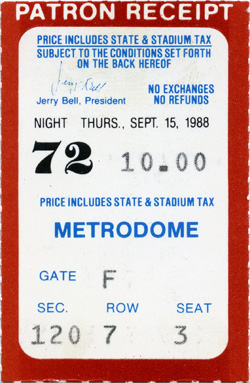 PATRON RECEIPT
PRICE INCLUDES STATE & STADIUM TAX
SUBJECT TO THE CONDITIONS SET FORTH
ON THE BACK HEREOF
Jerry Bell
Jerry Bell, President
NO EXCHANGES
NO REFUNDS
NIGHT THURS., SEPT. 15, 1988
72 10.00
PRICE INCLUDES STATE & STADIUM TAX
METRODOME
GATE F
SEC. ROW SEAT
120 7 3